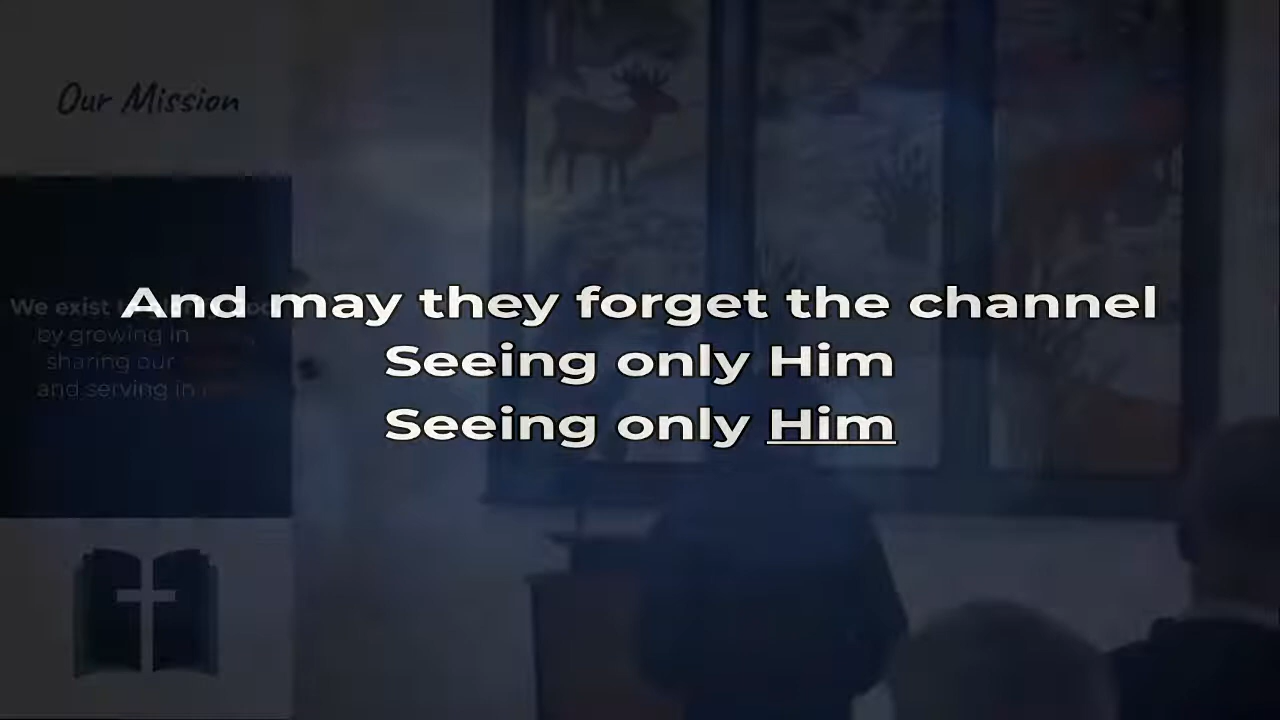 Our Mission
We exist
by growing in
sharing our
and serving in
And may they forget the channel
Seeing only Him
Seeing only Him